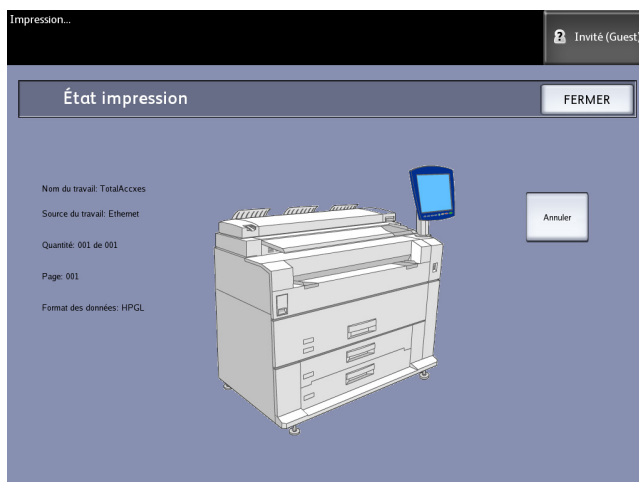 Impression...
Invité (Guest)
État impression
FERMER
Nom du travail: TotalAccxes
Source du travail: Ethernet
Annuler
Quantité: 001 de 001
Page: 001
Format des données: HPGL